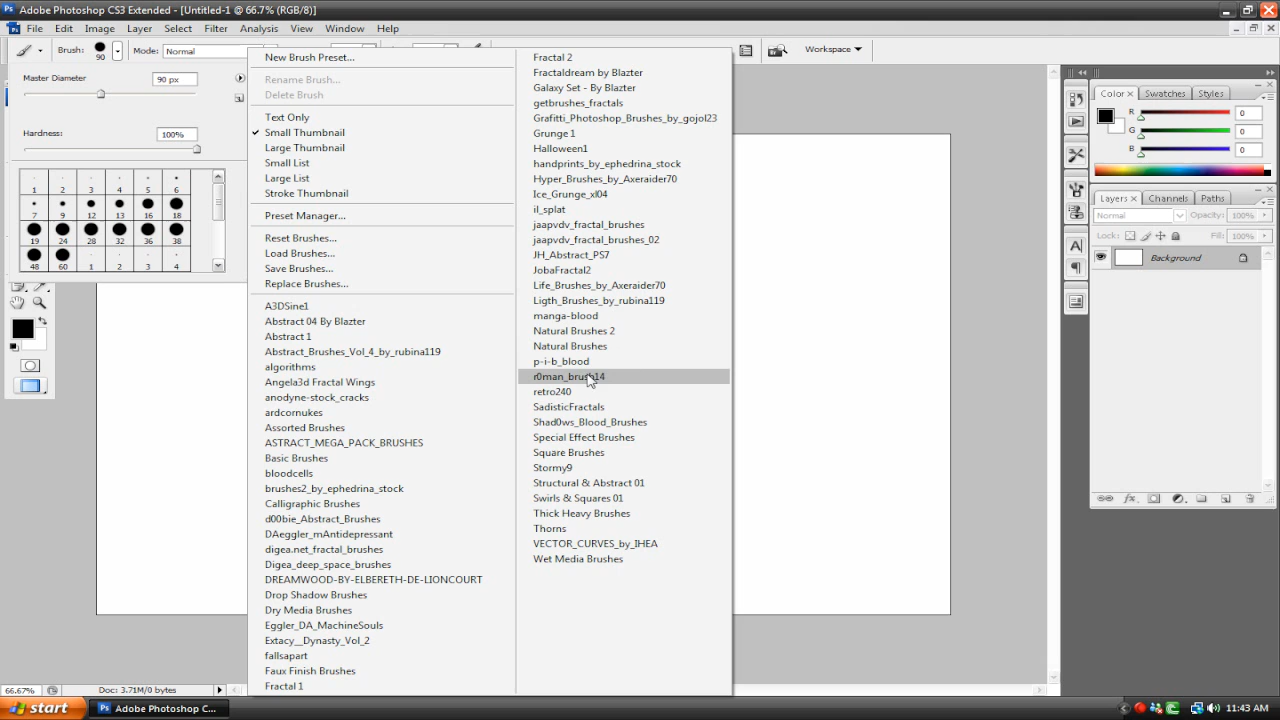 Adobe Photoshop CS3 Extended - [Untitled-1 @ 66.7% (RGB/8)]
File Edit Image Layer Select Filter Analysis View Window Help
Brush: 90 Mode: Normal
Workspace
Master Diameter 90 px
Hardness: 100%
1 2 3 4 5 6
7 9 12 13 16 18
19 24 28 32 36 38
48 60 1 2 3 4
New Brush Preset...
Rename Brush...
Delete Brush
Text Only
Small Thumbnail
Large Thumbnail
Small List
Large List
Stroke Thumbnail
Preset Manager...
Reset Brushes...
Load Brushes...
Save Brushes...
Replace Brushes...
A3DSine1
Abstract 04 By Blazter
Abstract 1
Abstract_Brushes_Vol_4_by_rubina119
algorithms
Angela3d Fractal Wings
anodyne-stock_cracks
ardcornukes
Assorted Brushes
ASTRACT_MEGA_PACK_BRUSHES
Basic Brushes
bloodcells
brushes2_by_ephedrina_stock
Calligraphic Brushes
d00bie_Abstract_Brushes
DAeggler_mAntidepressant
digea.net_fractal_brushes
Digea_deep_space_brushes
DREAMWOOD-BY-ELBERETH-DE-LIONCOURT
Drop Shadow Brushes
Dry Media Brushes
Eggler_DA_MachineSouls
Extacy__Dynasty_Vol_2
fallsapart
Faux Finish Brushes
Fractal 1
Fractal 2
Fractaldream by Blazter
Galaxy Set - By Blazter
getbrushes_fractals
Grafitti_Photoshop_Brushes_by_gojol23
Grunge 1
Halloween1
handprints_by_ephedrina_stock
Hyper_Brushes_by_Axeraider70
Ice_Grunge_xl04
il_splat
jaapvdv_fractal_brushes
jaapvdv_fractal_brushes_02
JH_Abstract_PS7
JobaFractal2
Life_Brushes_by_Axeraider70
Ligth_Brushes_by_rubina119
manga-blood
Natural Brushes 2
Natural Brushes
p-i-b_blood
r0man_brush14
retro240
SadisticFractals
Shad0ws_Blood_Brushes
Special Effect Brushes
Square Brushes
Stormy9
Structural & Abstract 01
Swirls & Squares 01
Thick Heavy Brushes
Thorns
VECTOR_CURVES_by_IHEA
Wet Media Brushes
Color Swatches Styles
R 0
G 0
B 0
Layers Channels Paths
Normal Opacity: 100%
Lock: Fill: 100%
Background
66.67% Doc: 3.71M/0 bytes
start Adobe Photoshop C... 11:43 AM